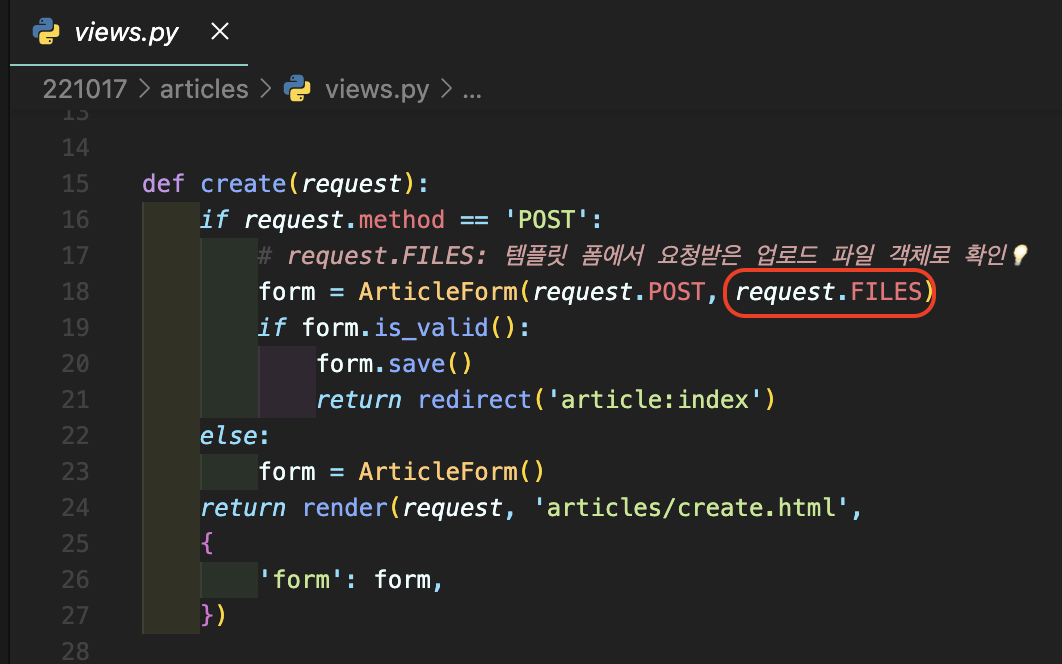 views.py ×
221017 > articles > views.py > ...
13
14
15 def create(request):
16 if request.method == 'POST':
17 # request.FILES: 템플릿 폼에서 요청받은 업로드 파일 객체로 확인💡
18 form = ArticleForm(request.POST, request.FILES)
19 if form.is_valid():
20 form.save()
21 return redirect('article:index')
22 else:
23 form = ArticleForm()
24 return render(request, 'articles/create.html',
25 {
26 'form': form,
27 })
28